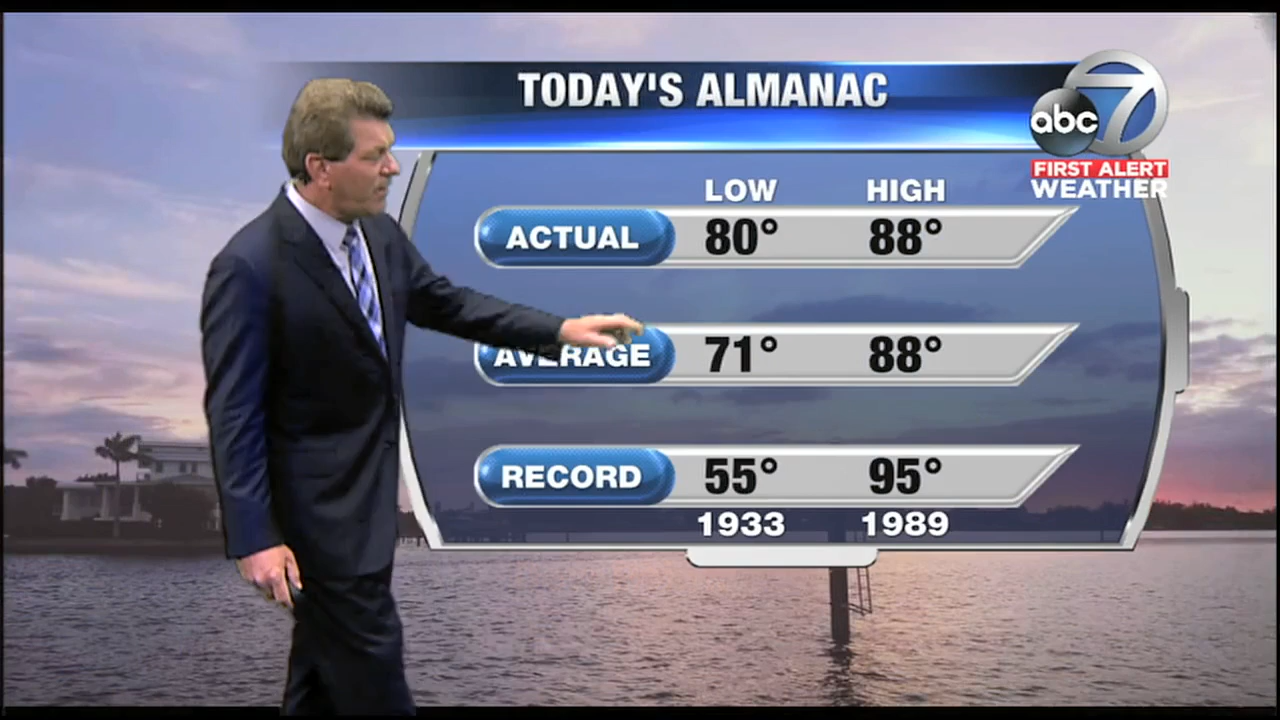 TODAY'S ALMANAC
abc 7
FIRST ALERT
WEATHER
LOW HIGH
ACTUAL 80° 88°
AVERAGE 71° 88°
RECORD 55° 95°
1933 1989